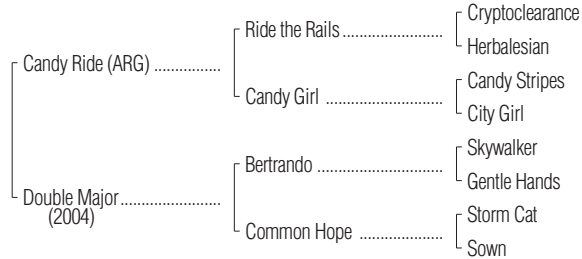 Cryptoclearance
Ride the Rails ........................
Herbalesian
Candy Ride (ARG) ................
Candy Stripes
Candy Girl ............................
City Girl
Skywalker
Bertrando ..............................
Gentle Hands
Double Major........................
(2004)
Storm Cat
Common Hope ....................
Sown